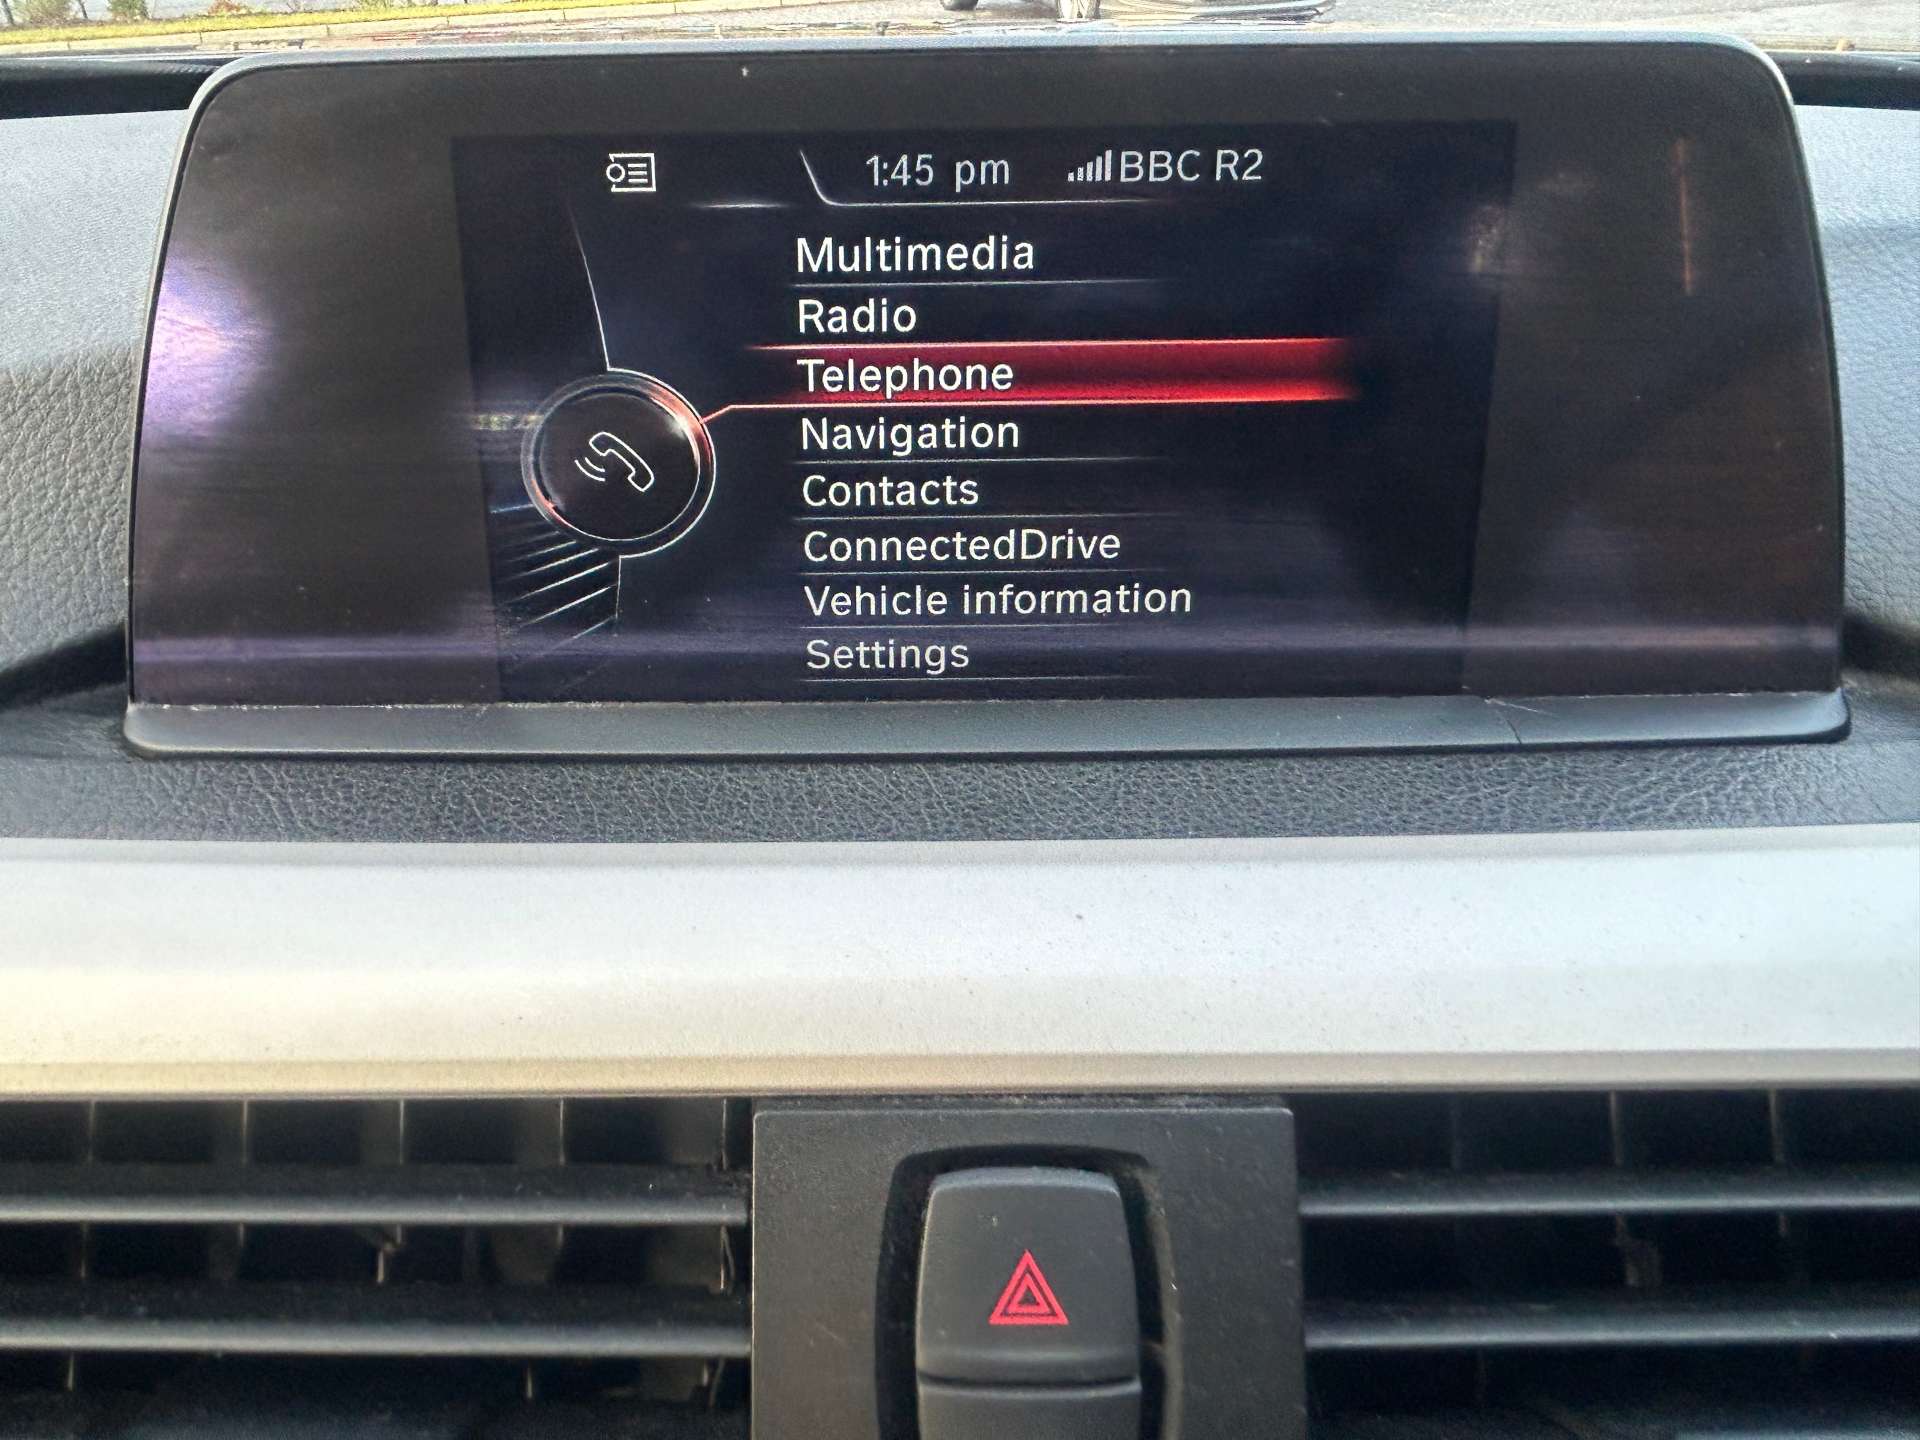 1:45 pm BBC R2
Multimedia
Radio
Telephone
Navigation
Contacts
ConnectedDrive
Vehicle information
Settings